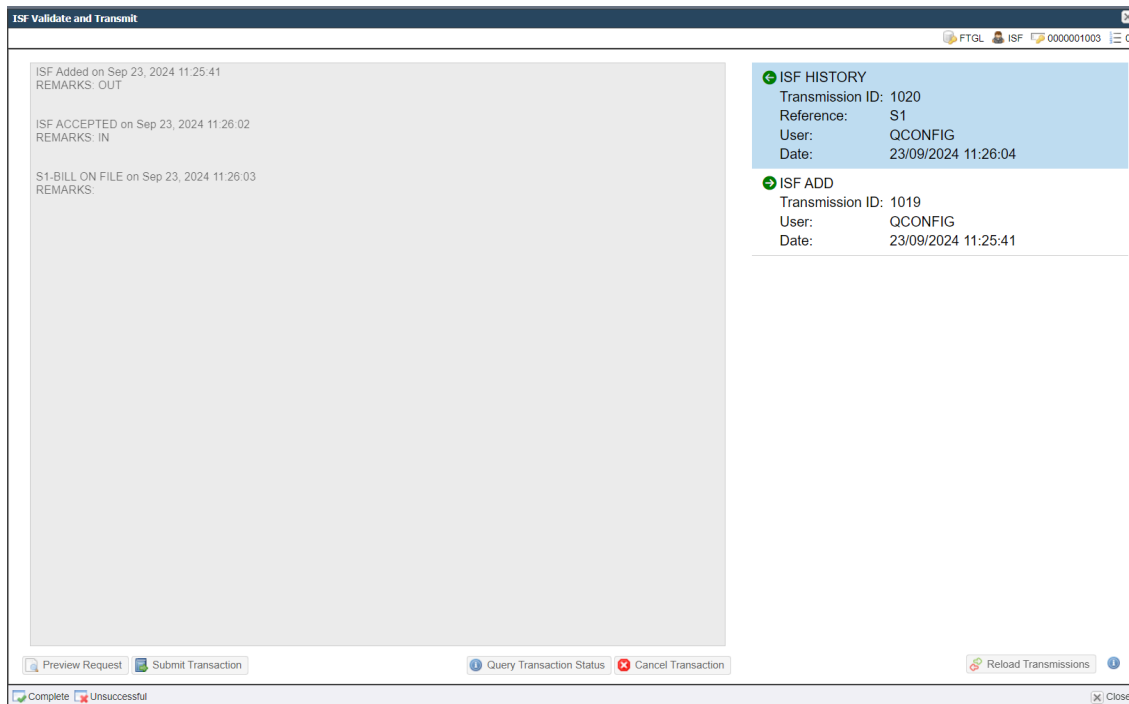 ISF Validate and Transmit
FTGL ISF 0000001003
ISF Added on Sep 23, 2024 11:25:41
REMARKS: OUT
ISF ACCEPTED on Sep 23, 2024 11:26:02
REMARKS: IN
S1-BILL ON FILE on Sep 23, 2024 11:26:03
REMARKS:
ISF HISTORY
Transmission ID: 1020
Reference: S1
User: QCONFIG
Date: 23/09/2024 11:26:04
ISF ADD
Transmission ID: 1019
User: QCONFIG
Date: 23/09/2024 11:25:41
Preview Request Submit Transaction Query Transaction Status Cancel Transaction Reload Transmissions
Complete Unsuccessful Close